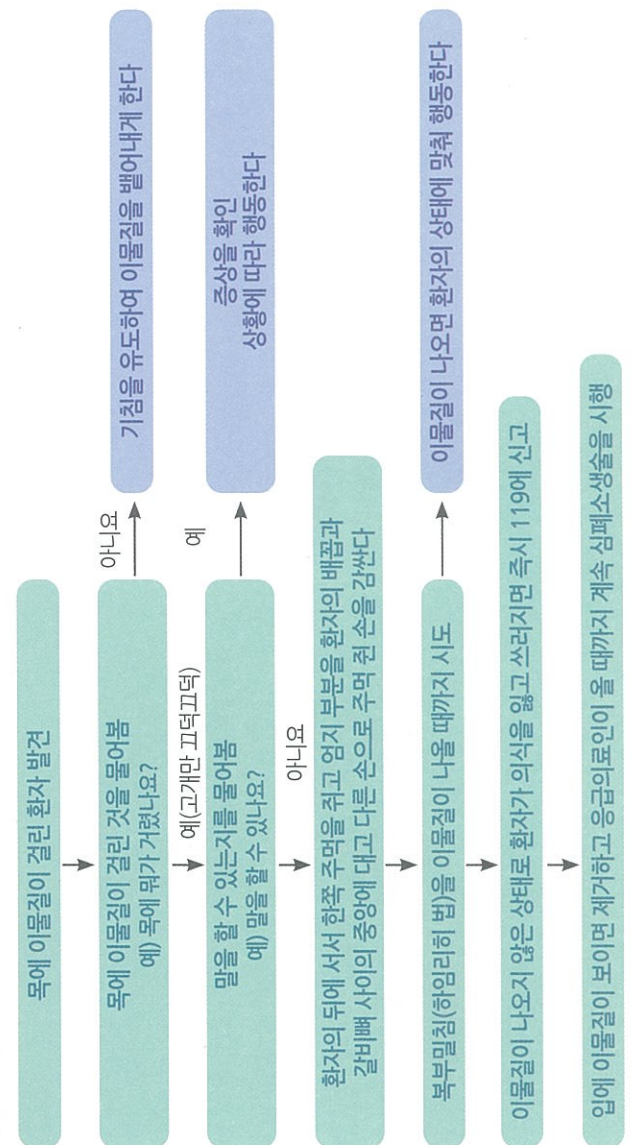 목에 이물질이 걸린 환자 발견
목에 이물질이 걸린 것을 물어봄
예) 목에 뭐가 거렸나요?
아니요
기침을 유도하여 이물질을 뱉어내게 한다
예(고개만 끄덕끄덕)
말을 할 수 있는지를 물어봄
예) 말을 할 수 있나요?
예
증상을 확인
상황에 따라 행동한다
아니요
환자의 뒤에 서서 한쪽 주먹을 쥐고 엄지 부분을 환자의 배꼽과
갈비뼈 사이의 중앙에 대고 다른 손으로 주먹 쥔 손을 감싼다
복부밀침(하임리히 법)을 이물질이 나올 때까지 시도
이물질이 나오면 환자의 상태에 맞춰 행동한다
이물질이 나오지 않은 상태로 환자가 의식을 잃고 쓰러지면 즉시 119에 신고
입에 이물질이 보이면 제거하고 응급의료인이 올 때까지 계속 심폐소생술을 시행